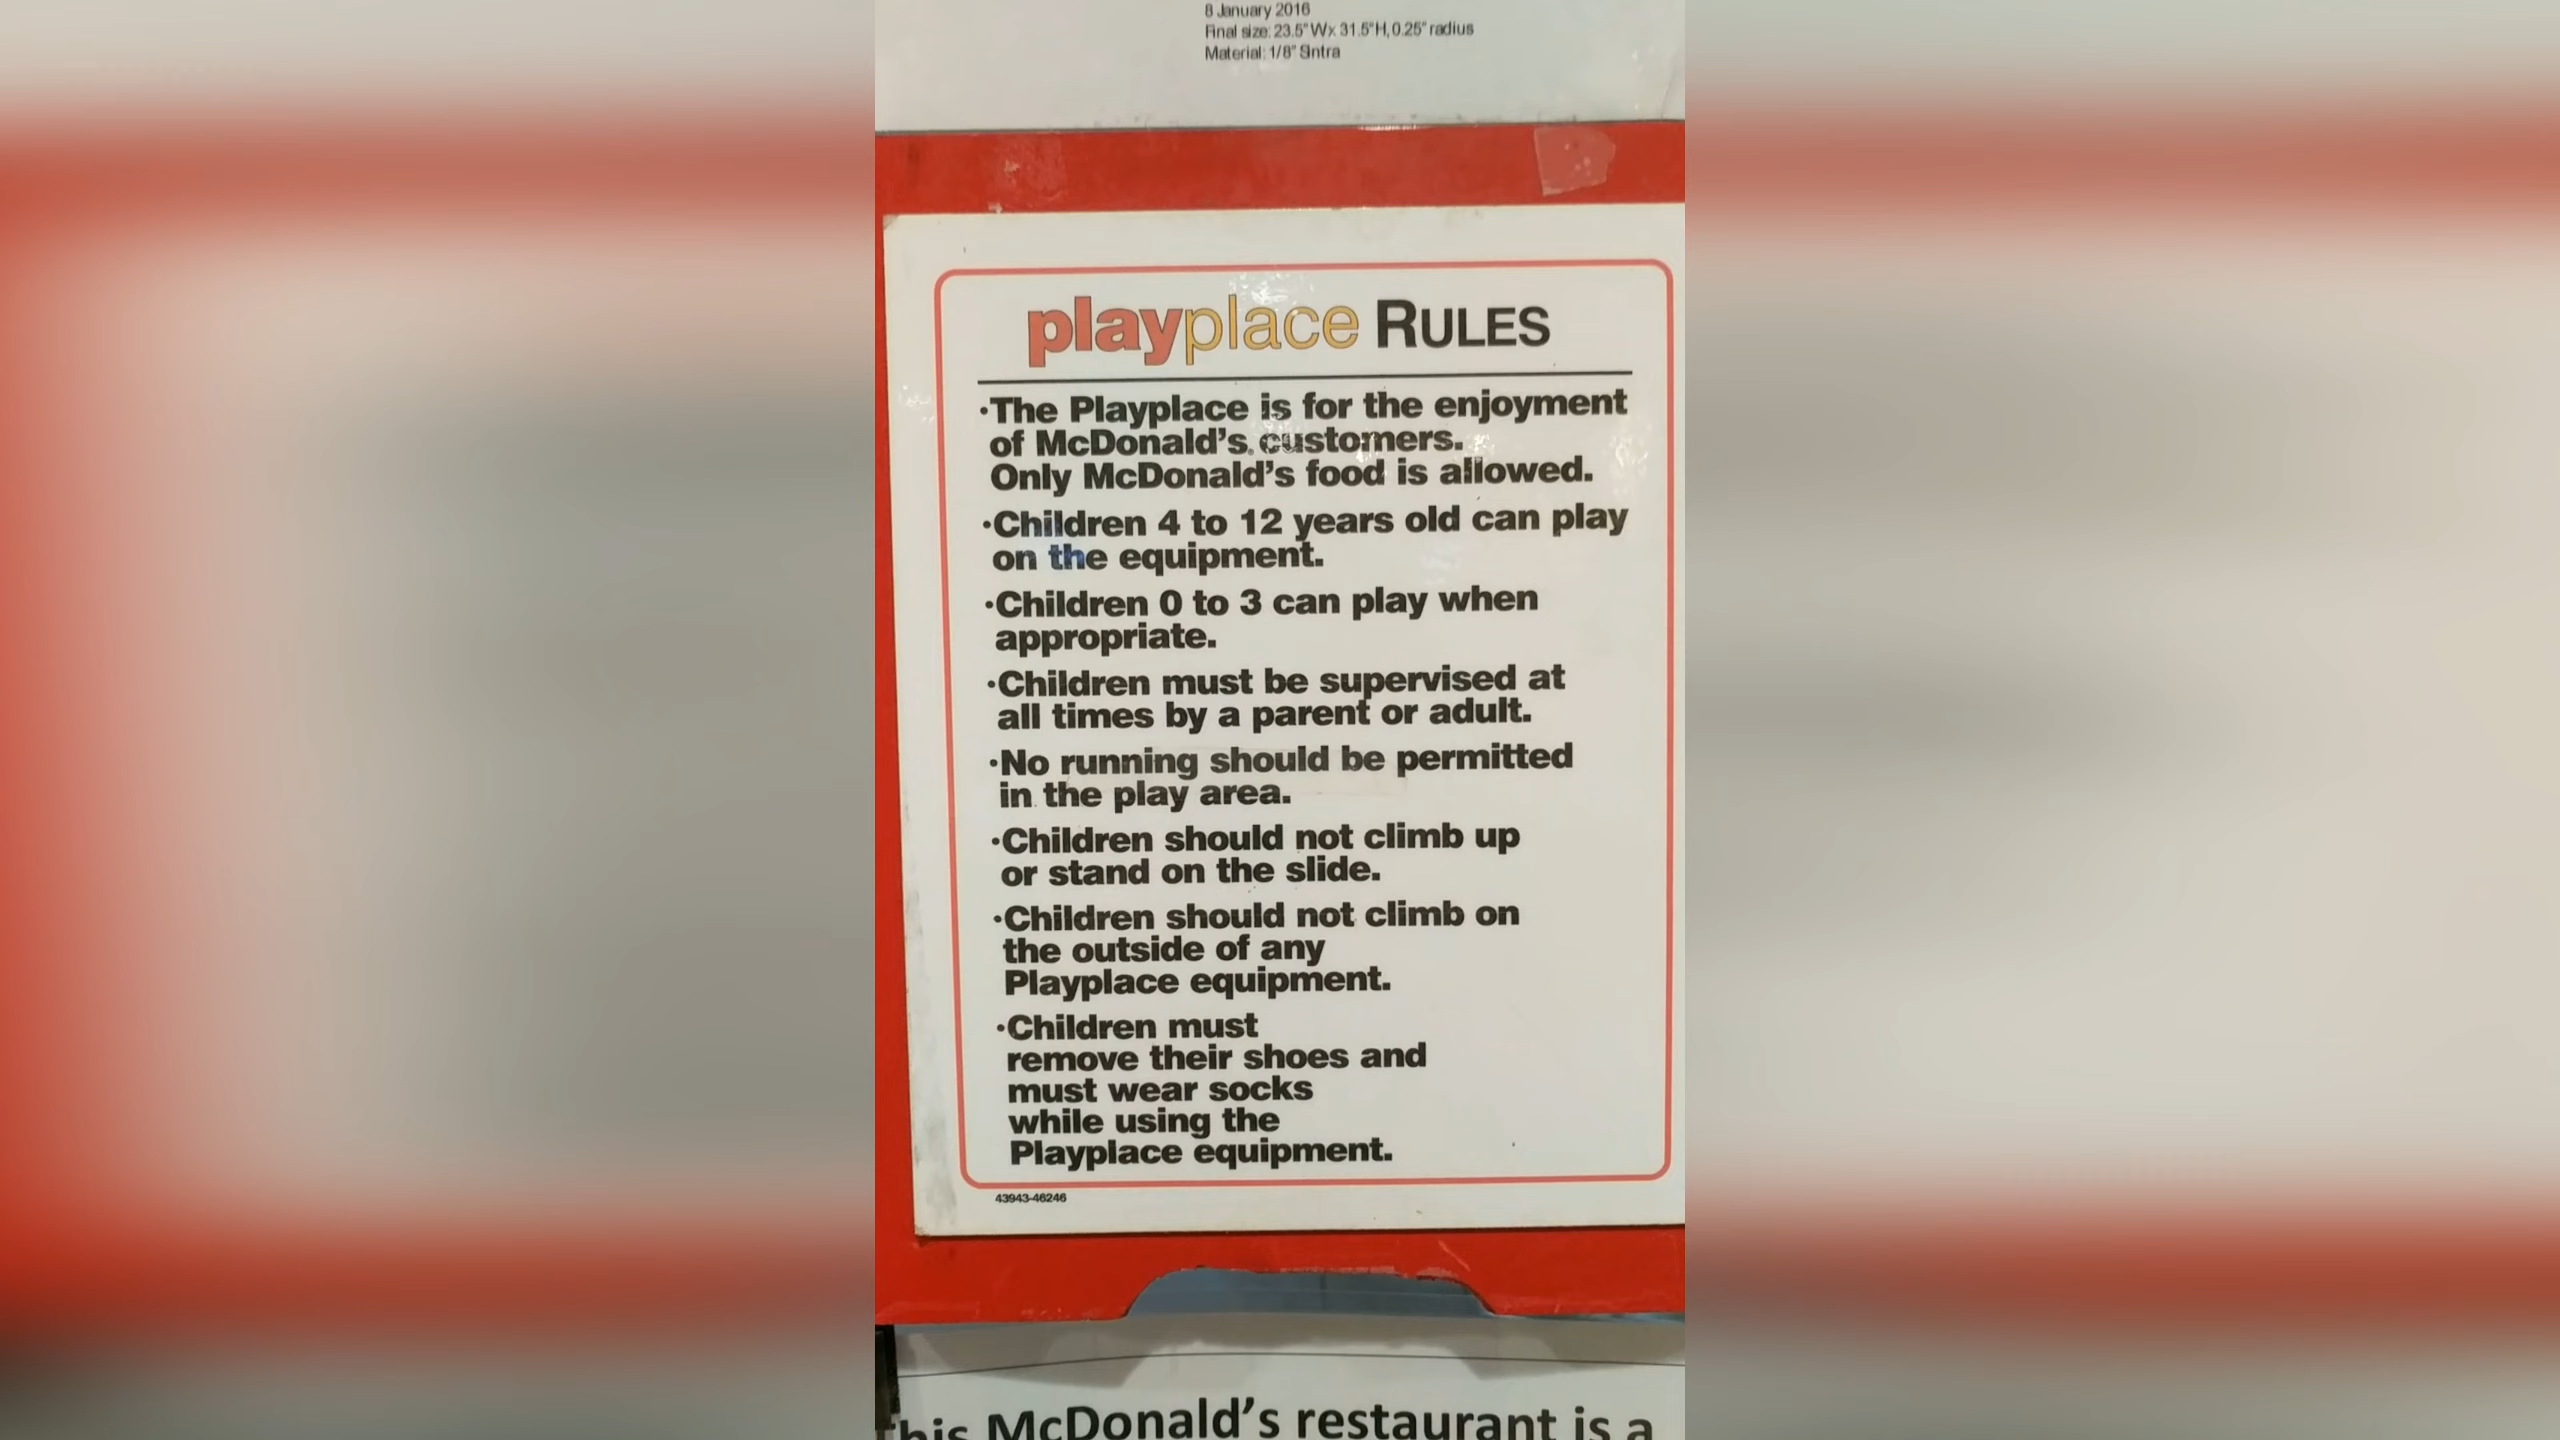 8 January 2016
Final size: 23.5" W x 31.5" H, 0.25" radius
Material: 1/8" Sintra
playplace RULES
·The Playplace is for the enjoyment
of McDonald's® customers.
Only McDonald's food is allowed.
·Children 4 to 12 years old can play
on the equipment.
·Children 0 to 3 can play when
appropriate.
·Children must be supervised at
all times by a parent or adult.
·No running should be permitted
in the play area.
·Children should not climb up
or stand on the slide.
·Children should not climb on
the outside of any
Playplace equipment.
·Children must
remove their shoes and
must wear socks
while using the
Playplace equipment.
43943-46246
his McDonald's restaurant is a